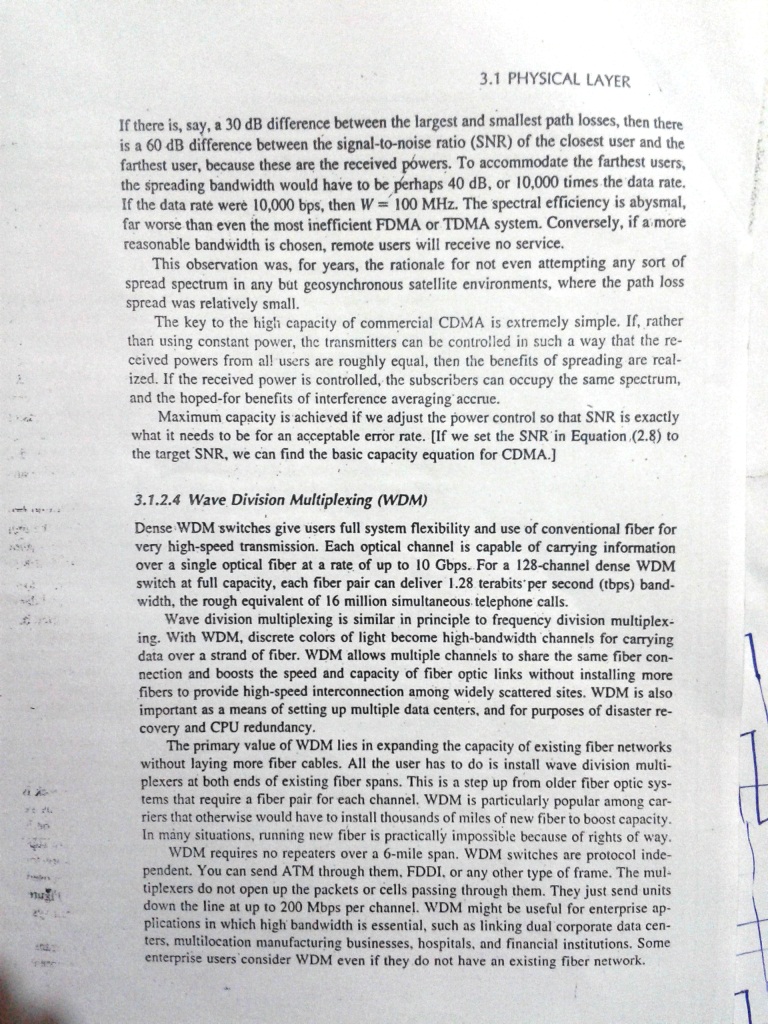 3.1 PHYSICAL LAYER
If there is, say, a 30 dB difference between the largest and smallest path losses, then there
is a 60 dB difference between the signal-to-noise ratio (SNR) of the closest user and the
farthest user, because these are the received powers. To accommodate the farthest users,
the spreading bandwidth would have to be perhaps 40 dB, or 10,000 times the data rate.
If the data rate were 10,000 bps, then W = 100 MHz. The spectral efficiency is abysmal,
far worse than even the most inefficient FDMA or TDMA system. Conversely, if a more
reasonable bandwidth is chosen, remote users will receive no service.
This observation was, for years, the rationale for not even attempting any sort of
spread spectrum in any but geosynchronous satellite environments, where the path loss
spread was relatively small.
The key to the high capacity of commercial CDMA is extremely simple. If, rather
than using constant power, the transmitters can be controlled in such a way that the re-
ceived powers from all users are roughly equal, then the benefits of spreading are real-
ized. If the received power is controlled, the subscribers can occupy the same spectrum,
and the hoped-for benefits of interference averaging accrue.
Maximum capacity is achieved if we adjust the power control so that SNR is exactly
what it needs to be for an acceptable error rate. [If we set the SNR in Equation (2.8) to
the target SNR, we can find the basic capacity equation for CDMA.]
3.1.2.4 Wave Division Multiplexing (WDM)
Dense WDM switches give users full system flexibility and use of conventional fiber for
very high-speed transmission. Each optical channel is capable of carrying information
over a single optical fiber at a rate of up to 10 Gbps. For a 128-channel dense WDM
switch at full capacity, each fiber pair can deliver 1.28 terabits per second (tbps) band-
width, the rough equivalent of 16 million simultaneous telephone calls.
Wave division multiplexing is similar in principle to frequency division multiplex-
ing. With WDM, discrete colors of light become high-bandwidth channels for carrying
data over a strand of fiber. WDM allows multiple channels to share the same fiber con-
nection and boosts the speed and capacity of fiber optic links without installing more
fibers to provide high-speed interconnection among widely scattered sites. WDM is also
important as a means of setting up multiple data centers, and for purposes of disaster re-
covery and CPU redundancy.
The primary value of WDM lies in expanding the capacity of existing fiber networks
without laying more fiber cables. All the user has to do is install wave division multi-
plexers at both ends of existing fiber spans. This is a step up from older fiber optic sys-
tems that require a fiber pair for each channel. WDM is particularly popular among car-
riers that otherwise would have to install thousands of miles of new fiber to boost capacity.
In many situations, running new fiber is practically impossible because of rights of way.
WDM requires no repeaters over a 6-mile span. WDM switches are protocol inde-
pendent. You can send ATM through them, FDDI, or any other type of frame. The mul-
tiplexers do not open up the packets or cells passing through them. They just send units
down the line at up to 200 Mbps per channel. WDM might be useful for enterprise ap-
plications in which high bandwidth is essential, such as linking dual corporate data cen-
ters, multilocation manufacturing businesses, hospitals, and financial institutions. Some
enterprise users consider WDM even if they do not have an existing fiber network.